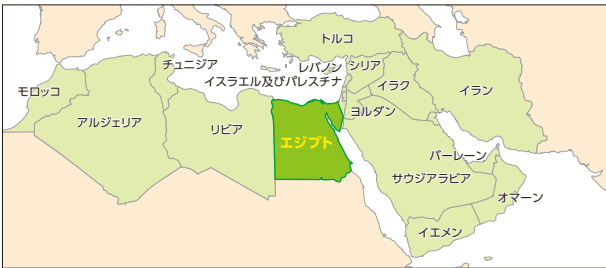 トルコ
チュニジア
レバノン
シリア
イスラエル及びパレスチナ
イラク
イラン
モロッコ
アルジェリア
リビア
エジプト
ヨルダン
バーレーン
サウジアラビア
オマーン
イエメン